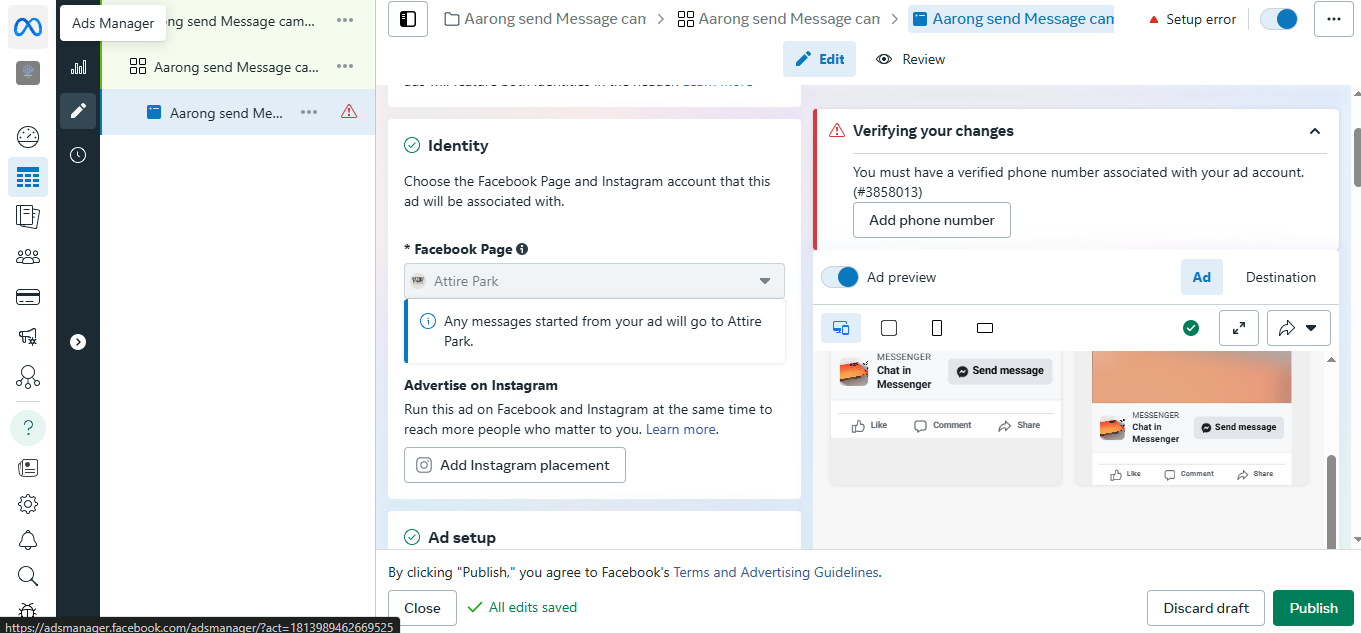 Ads Manager
ng send Message cam...
Aarong send Message ca...
Aarong send Me...
Aarong send Message can
Aarong send Message can
Aarong send Message can
Setup error
Edit
Review
Identity
Choose the Facebook Page and Instagram account that this
ad will be associated with.
* Facebook Page
Attire Park
Any messages started from your ad will go to Attire
Park.
Advertise on Instagram
Run this ad on Facebook and Instagram at the same time to
reach more people who matter to you. Learn more.
Add Instagram placement
Ad setup
Verifying your changes
You must have a verified phone number associated with your ad account.
(#3858013)
Add phone number
Ad preview
Ad
Destination
MESSENGER
Chat in
Messenger
Send message
Like
Comment
Share
MESSENGER
Chat in
Messenger
Send message
Like
Comment
Share
By clicking "Publish," you agree to Facebook's Terms and Advertising Guidelines.
Close
All edits saved
Discard draft
Publish
https://adsmanager.facebook.com/adsmanager/?act=1813989462669525